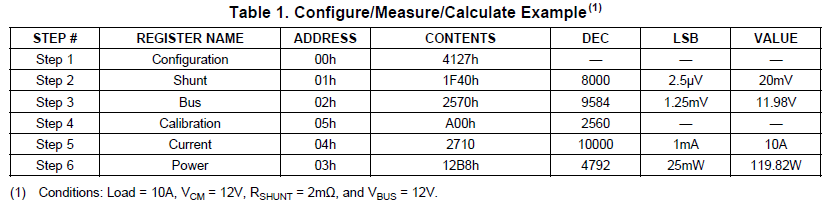 Table 1. Configure/Measure/Calculate Example(1)
STEP # REGISTER NAME ADDRESS CONTENTS DEC LSB VALUE
Step 1 Configuration 00h 4127h — — —
Step 2 Shunt 01h 1F40h 8000 2.5µV 20mV
Step 3 Bus 02h 2570h 9584 1.25mV 11.98V
Step 4 Calibration 05h A00h 2560 — —
Step 5 Current 04h 2710 10000 1mA 10A
Step 6 Power 03h 12B8h 4792 25mW 119.82W
(1) Conditions: Load = 10A, VCM = 12V, RSHUNT = 2mΩ, and VBUS = 12V.